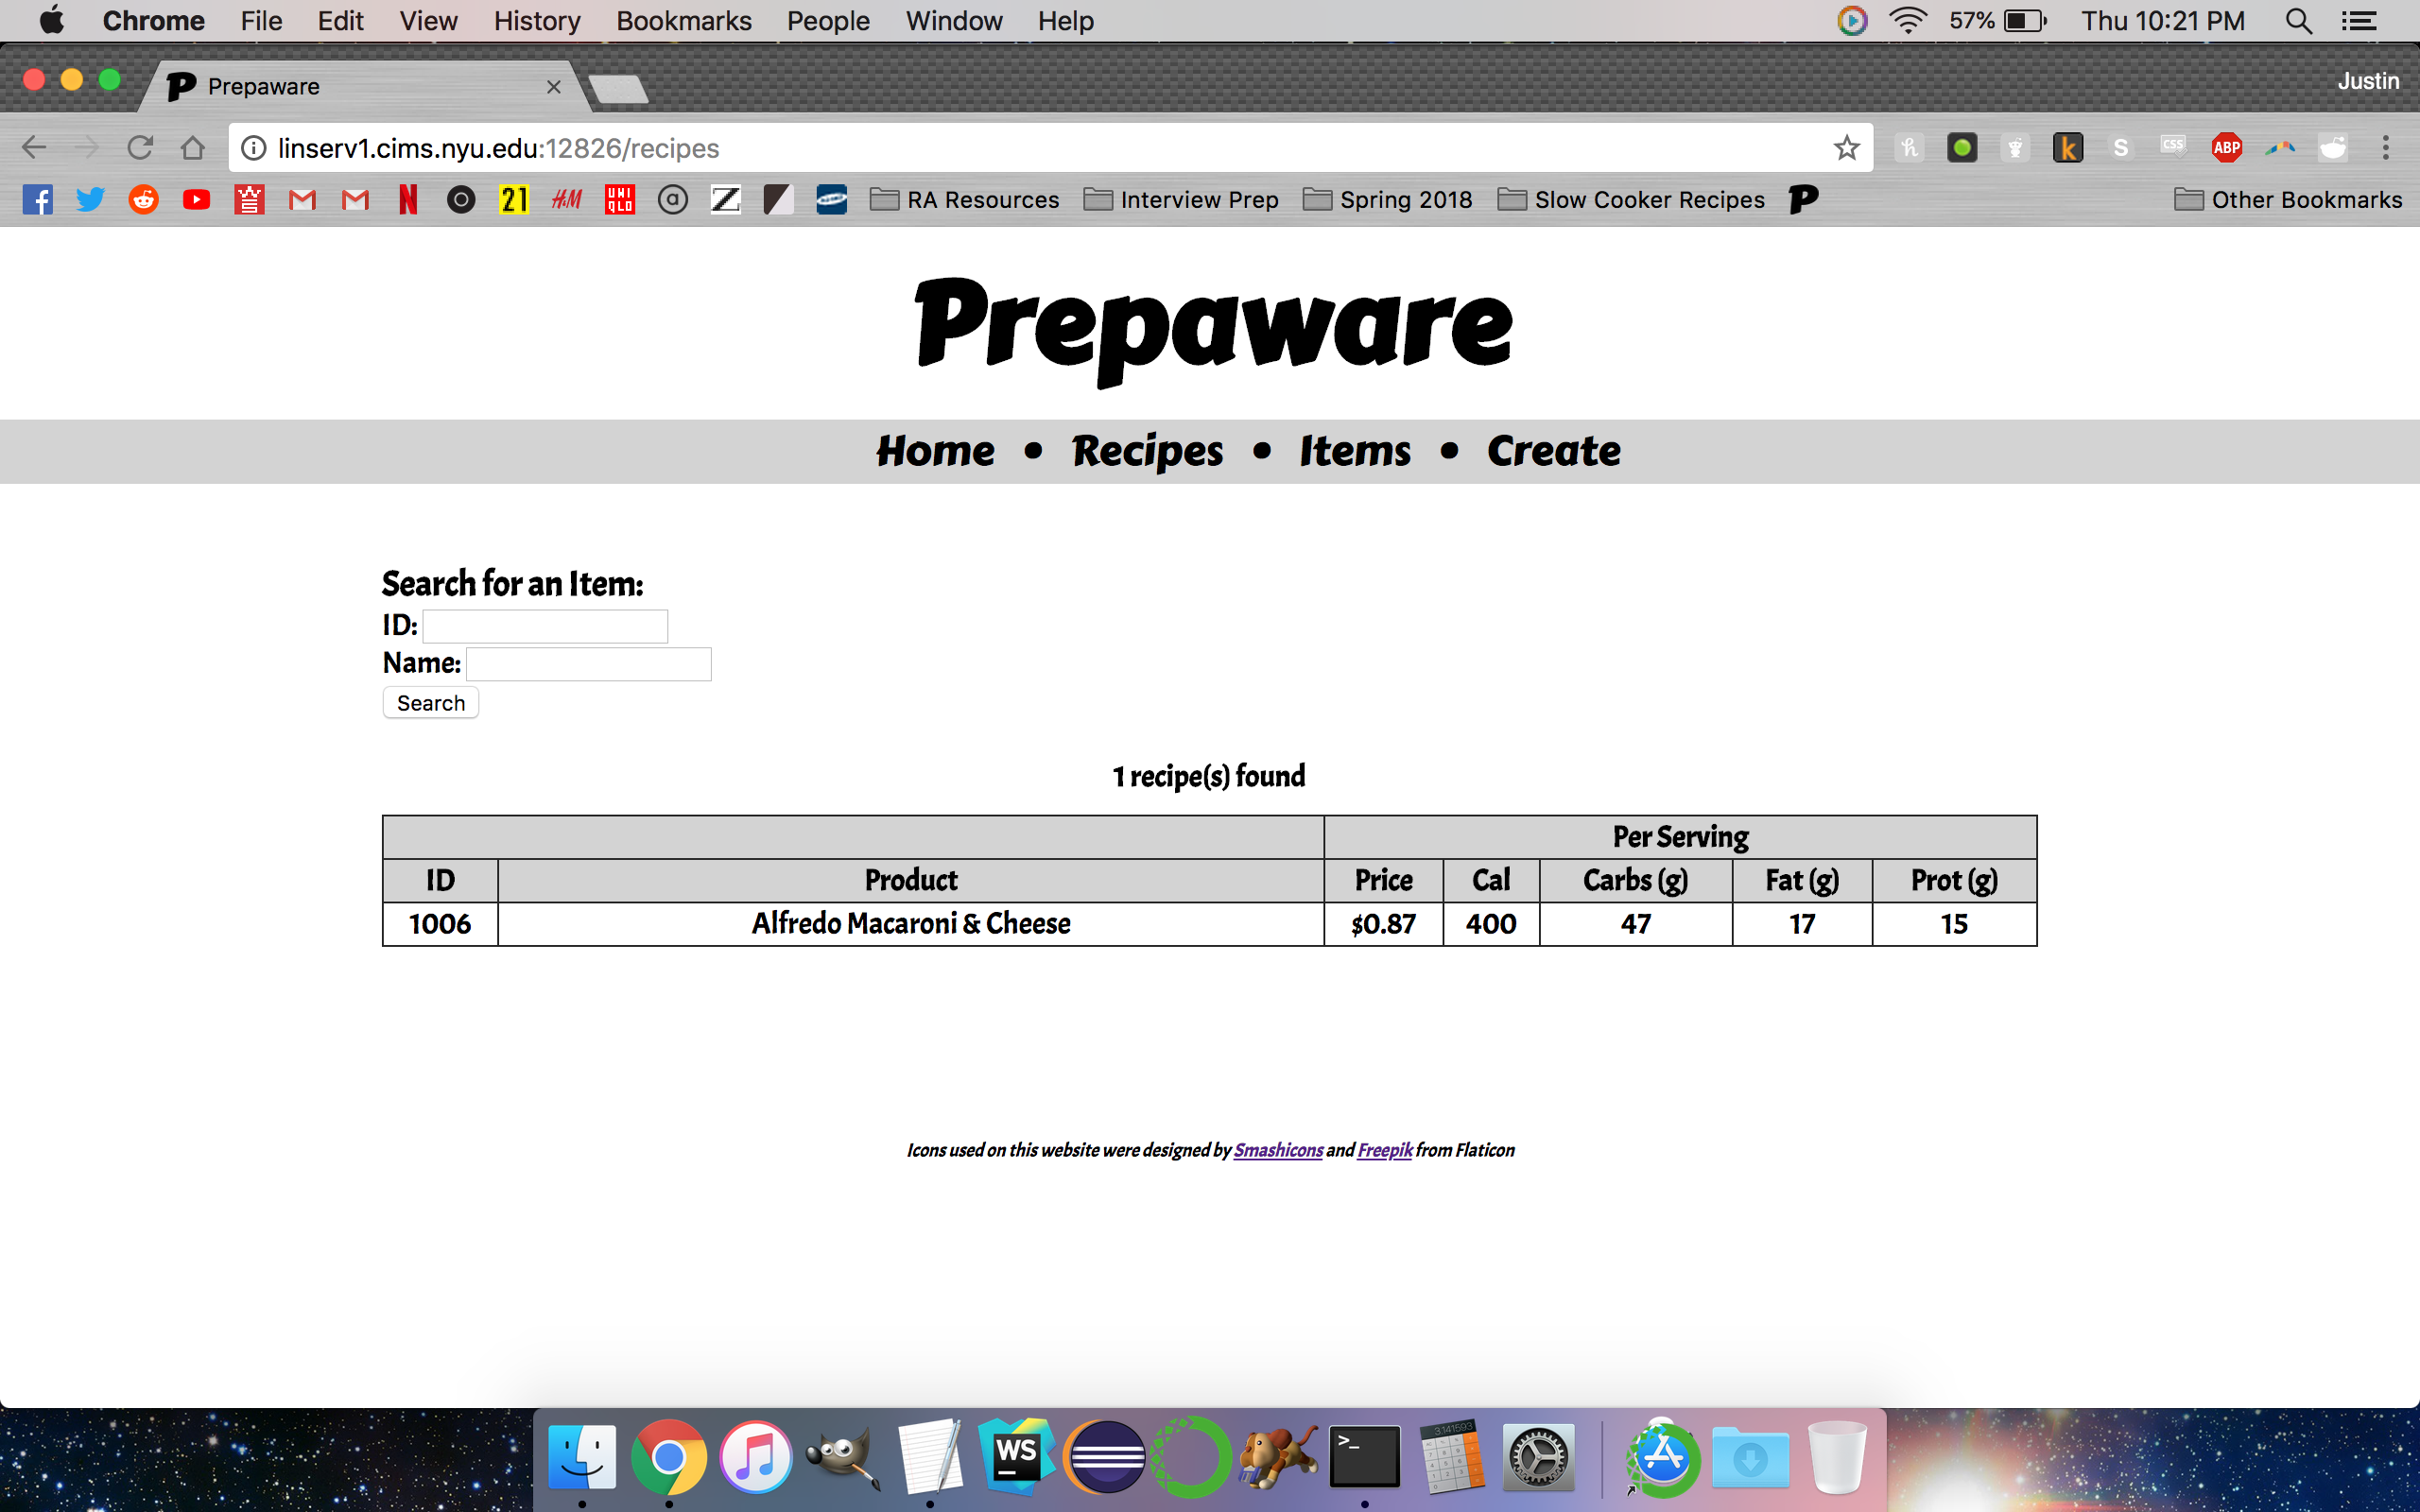 Chrome File Edit View History Bookmarks People Window Help 57% Thu 10:21 PM
Prepaware Justin
linserv1.cims.nyu.edu:12826/recipes
RA Resources Interview Prep Spring 2018 Slow Cooker Recipes Other Bookmarks
Prepaware
Home • Recipes • Items • Create
Search for an Item:
ID:
Name:
Search
1 recipe(s) found
Per Serving
ID Product Price Cal Carbs (g) Fat (g) Prot (g)
1006 Alfredo Macaroni & Cheese $0.87 400 47 17 15
Icons used on this website were designed by Smashicons and Freepik from Flaticon
WS